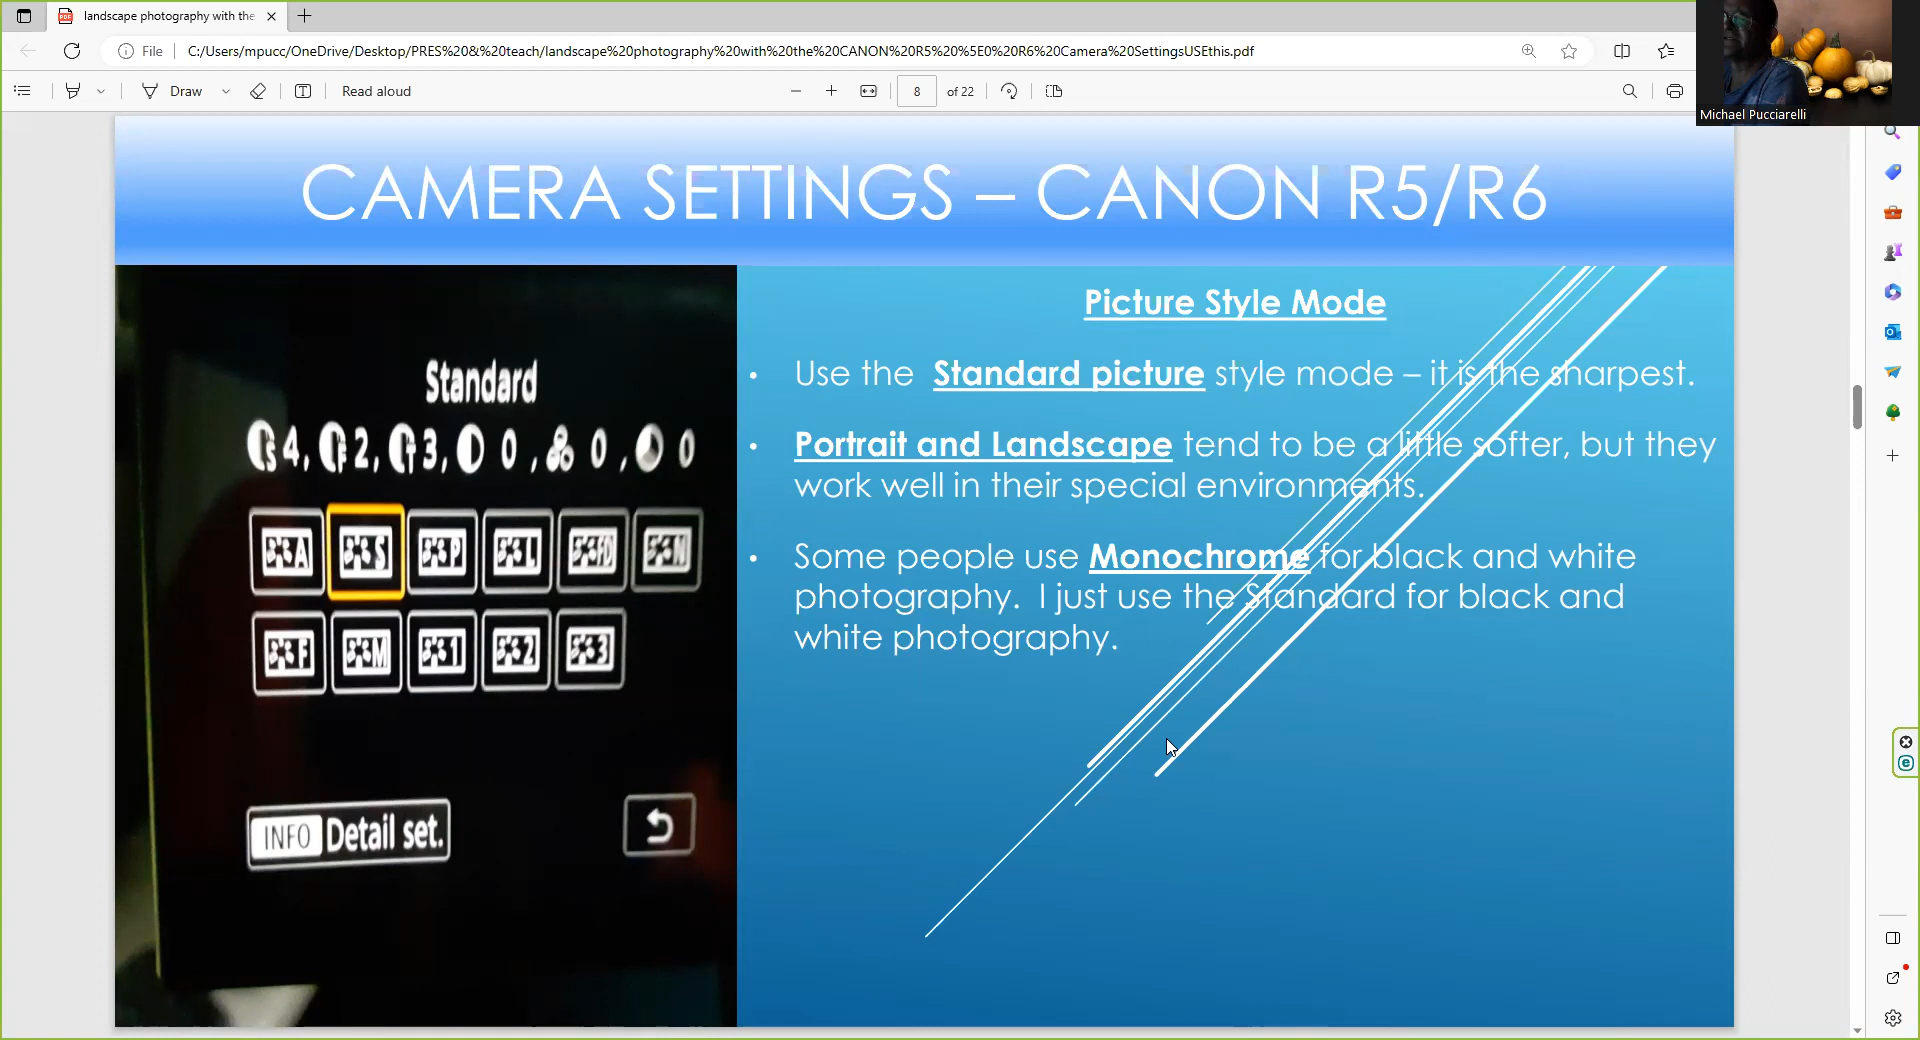 landscape photography with the
File
C:/Users/mpucc/OneDrive/Desktop/PRES%20&%20teach/landscape%20photography%20with%20the%20CANON%20R5%20%5E0%20R6%20Camera%20SettingsUSEthis.pdf
Draw
Read aloud
8
of 22
Michael Pucciarelli
CAMERA SETTINGS – CANON R5/R6
Standard
S 4, F 2, T 3, 0 , 0 , 0
A S P L FD N
F M 1 2 3
INFO Detail set.
Picture Style Mode
• Use the Standard picture style mode – it is the sharpest.
• Portrait and Landscape tend to be a little softer, but they
work well in their special environments.
• Some people use Monochrome for black and white
photography. I just use the Standard for black and
white photography.